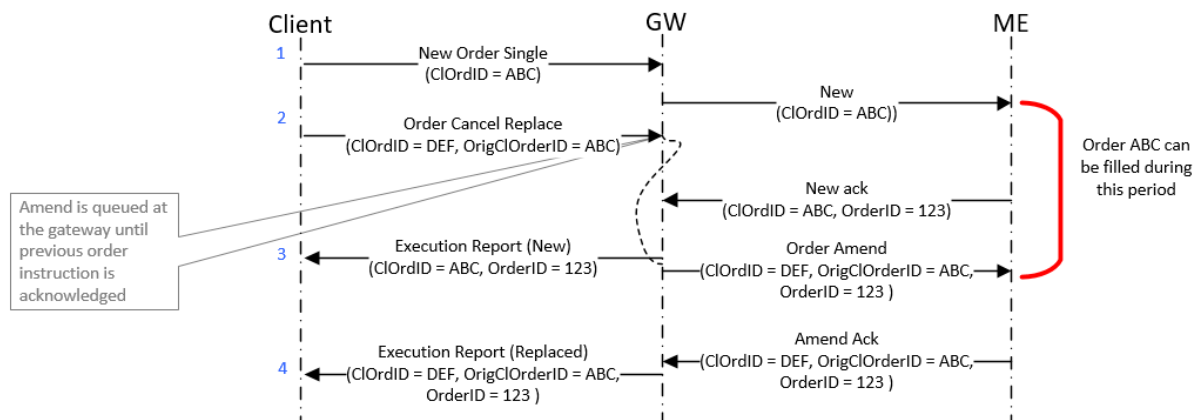 Client
GW
ME
1
New Order Single
(ClOrdID = ABC)
New
(ClOrdID = ABC))
2
Order Cancel Replace
(ClOrdID = DEF, OrigClOrderID = ABC)
Order ABC can
be filled during
this period
Amend is queued at
the gateway until
previous order
instruction is
acknowledged
New ack
(ClOrdID = ABC, OrderID = 123)
3
Execution Report (New)
(ClOrdID = ABC, OrderID = 123)
Order Amend
(ClOrdID = DEF, OrigClOrderID = ABC,
OrderID = 123 )
4
Execution Report (Replaced)
(ClOrdID = DEF, OrigClOrderID = ABC,
OrderID = 123 )
Amend Ack
(ClOrdID = DEF, OrigClOrderID = ABC,
OrderID = 123 )